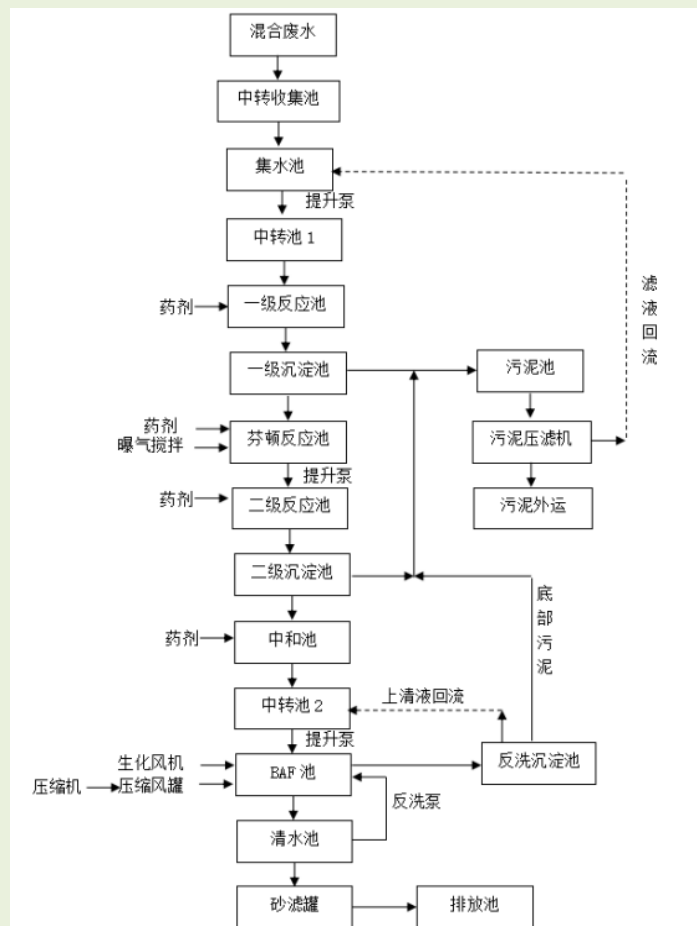 混合废水
中转收集池
集水池
提升泵
中转池1
滤液回流
药剂
一级反应池
一级沉淀池
污泥池
药剂
曝气搅拌
芬顿反应池
污泥压滤机
提升泵
药剂
二级反应池
污泥外运
二级沉淀池
底部污泥
药剂
中和池
中转池2
上清液回流
提升泵
生化风机
压缩机
压缩风罐
BAF池
反洗沉淀池
反洗泵
清水池
砂滤罐
排放池